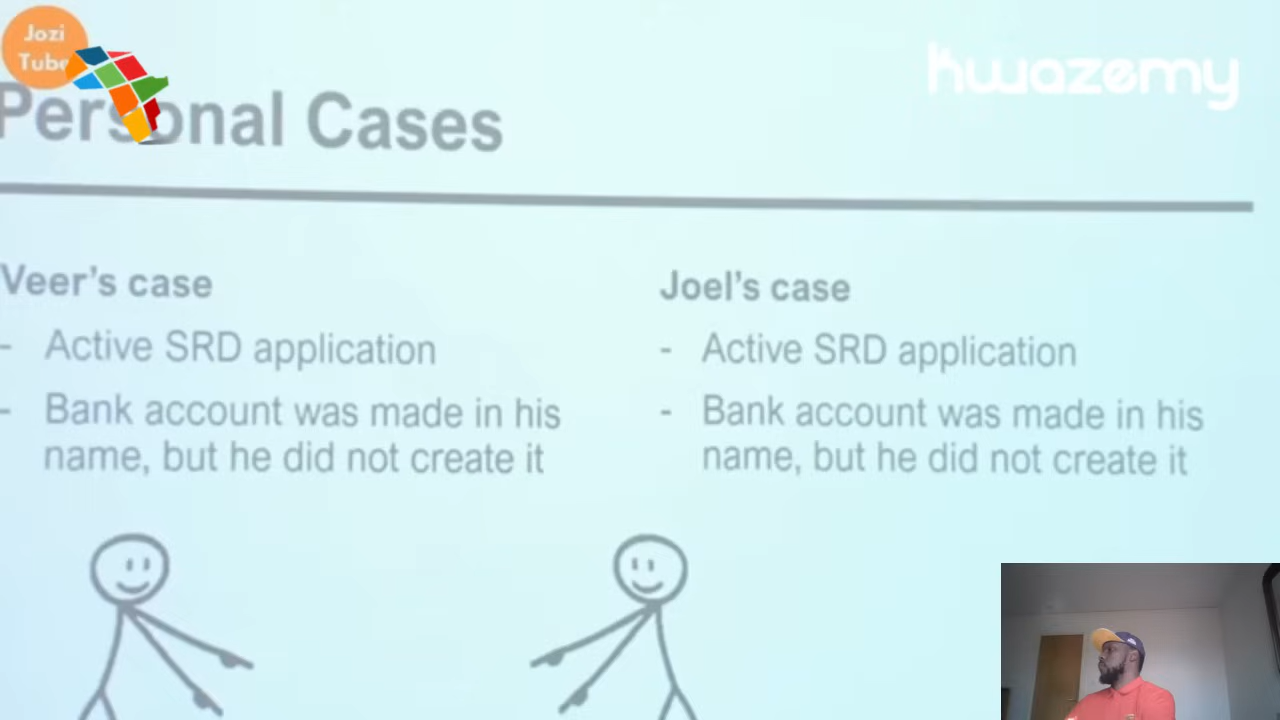 Jozi
Tube
kwazemy
Personal Cases
Veer's case
- Active SRD application
- Bank account was made in his
name, but he did not create it
Joel's case
- Active SRD application
- Bank account was made in his
name, but he did not create it